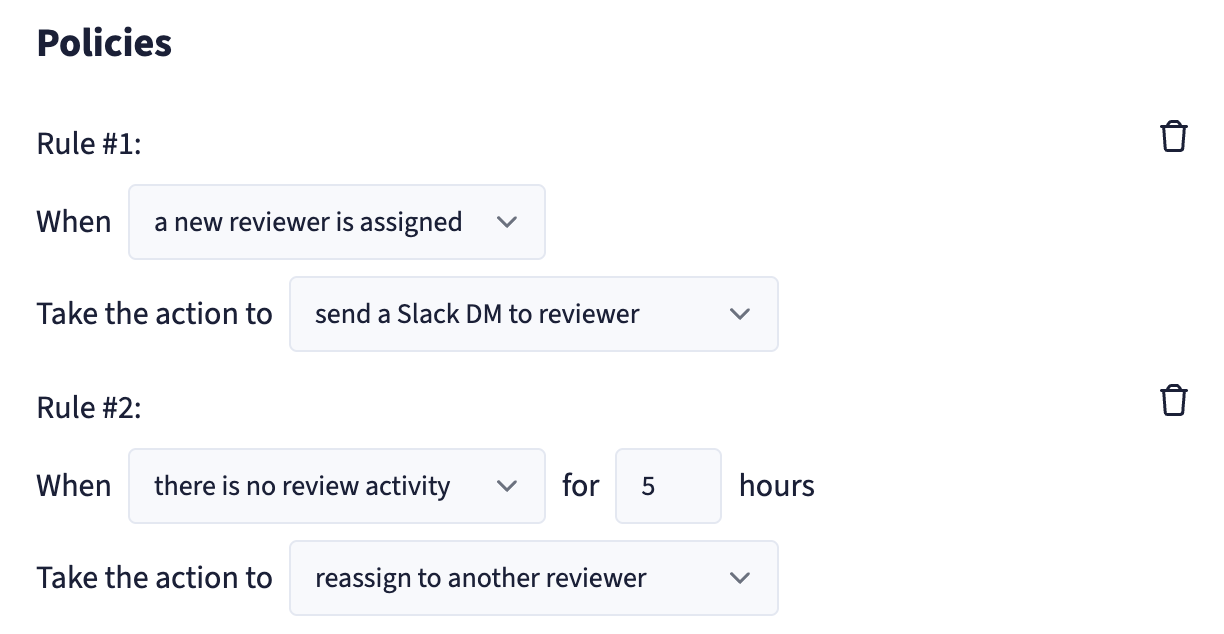 Policies
Rule #1:
When a new reviewer is assigned
Take the action to send a Slack DM to reviewer
Rule #2:
When there is no review activity for 5 hours
Take the action to reassign to another reviewer